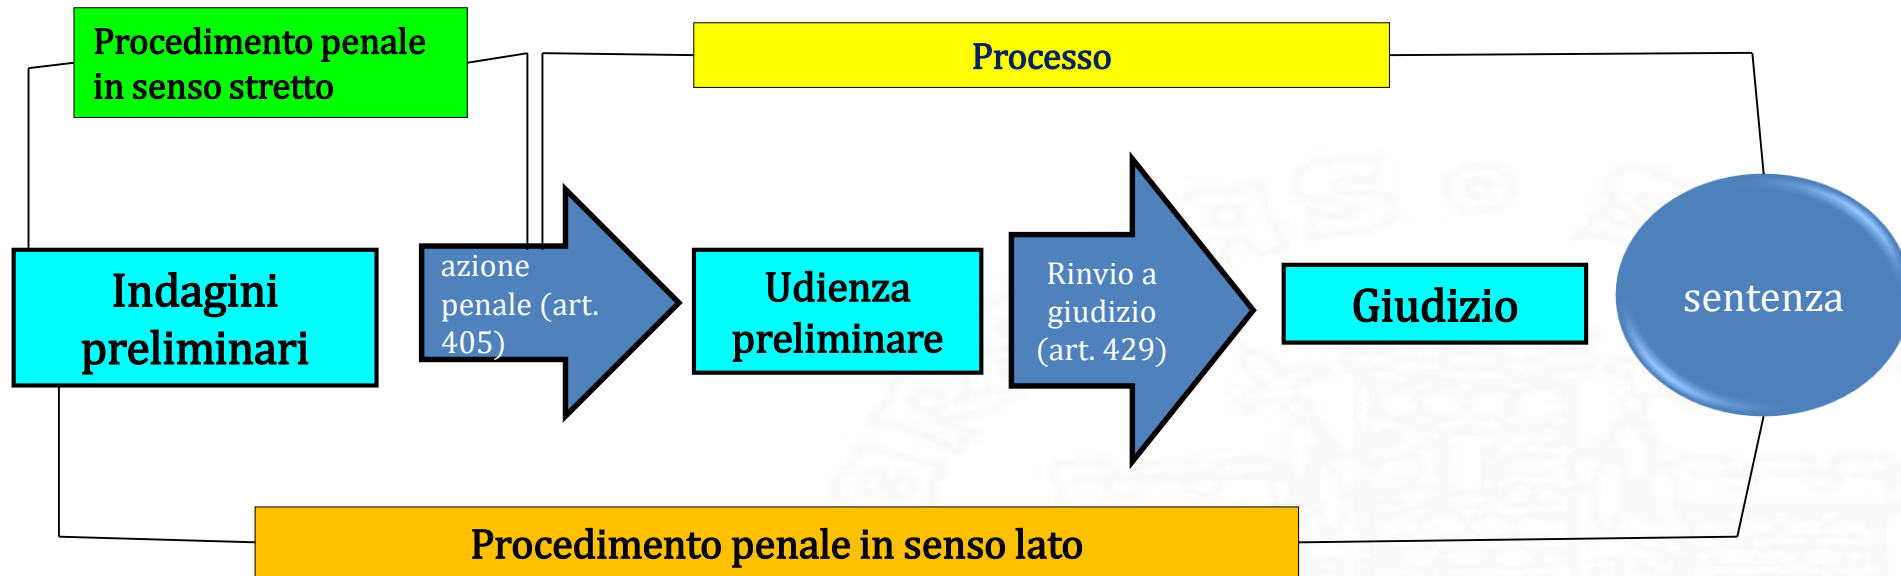 Procedimento penale
in senso stretto
Processo
Indagini
preliminari
azione
penale (art.
405)
Udienza
preliminare
Rinvio a
giudizio
(art. 429)
Giudizio
sentenza
Procedimento penale in senso lato